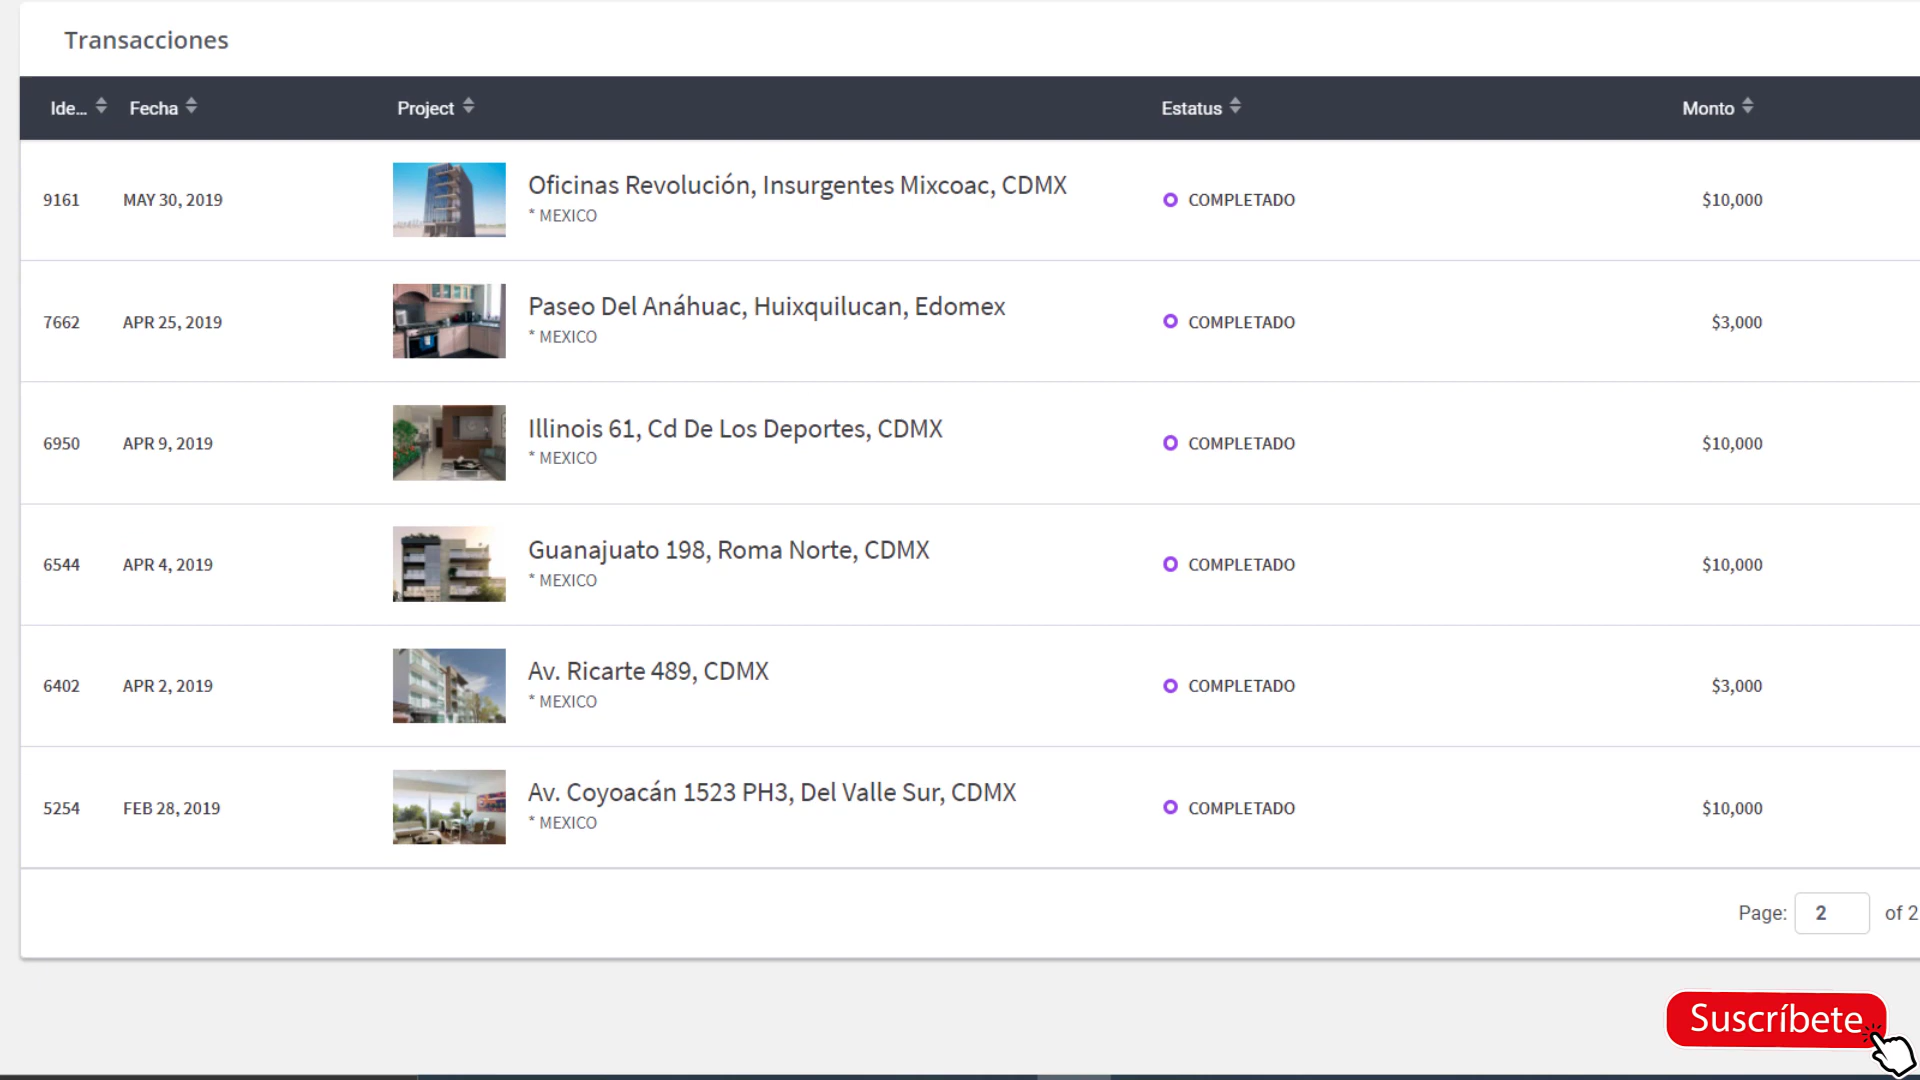 Transacciones
Ide... Fecha Project Estatus Monto
9161 MAY 30, 2019 Oficinas Revolución, Insurgentes Mixcoac, CDMX COMPLETADO $10,000
* MEXICO
7662 APR 25, 2019 Paseo Del Anáhuac, Huixquilucan, Edomex COMPLETADO $3,000
* MEXICO
6950 APR 9, 2019 Illinois 61, Cd De Los Deportes, CDMX COMPLETADO $10,000
* MEXICO
6544 APR 4, 2019 Guanajuato 198, Roma Norte, CDMX COMPLETADO $10,000
* MEXICO
6402 APR 2, 2019 Av. Ricarte 489, CDMX COMPLETADO $3,000
* MEXICO
5254 FEB 28, 2019 Av. Coyoacán 1523 PH3, Del Valle Sur, CDMX COMPLETADO $10,000
* MEXICO
Page: 2 of 2
Suscríbete